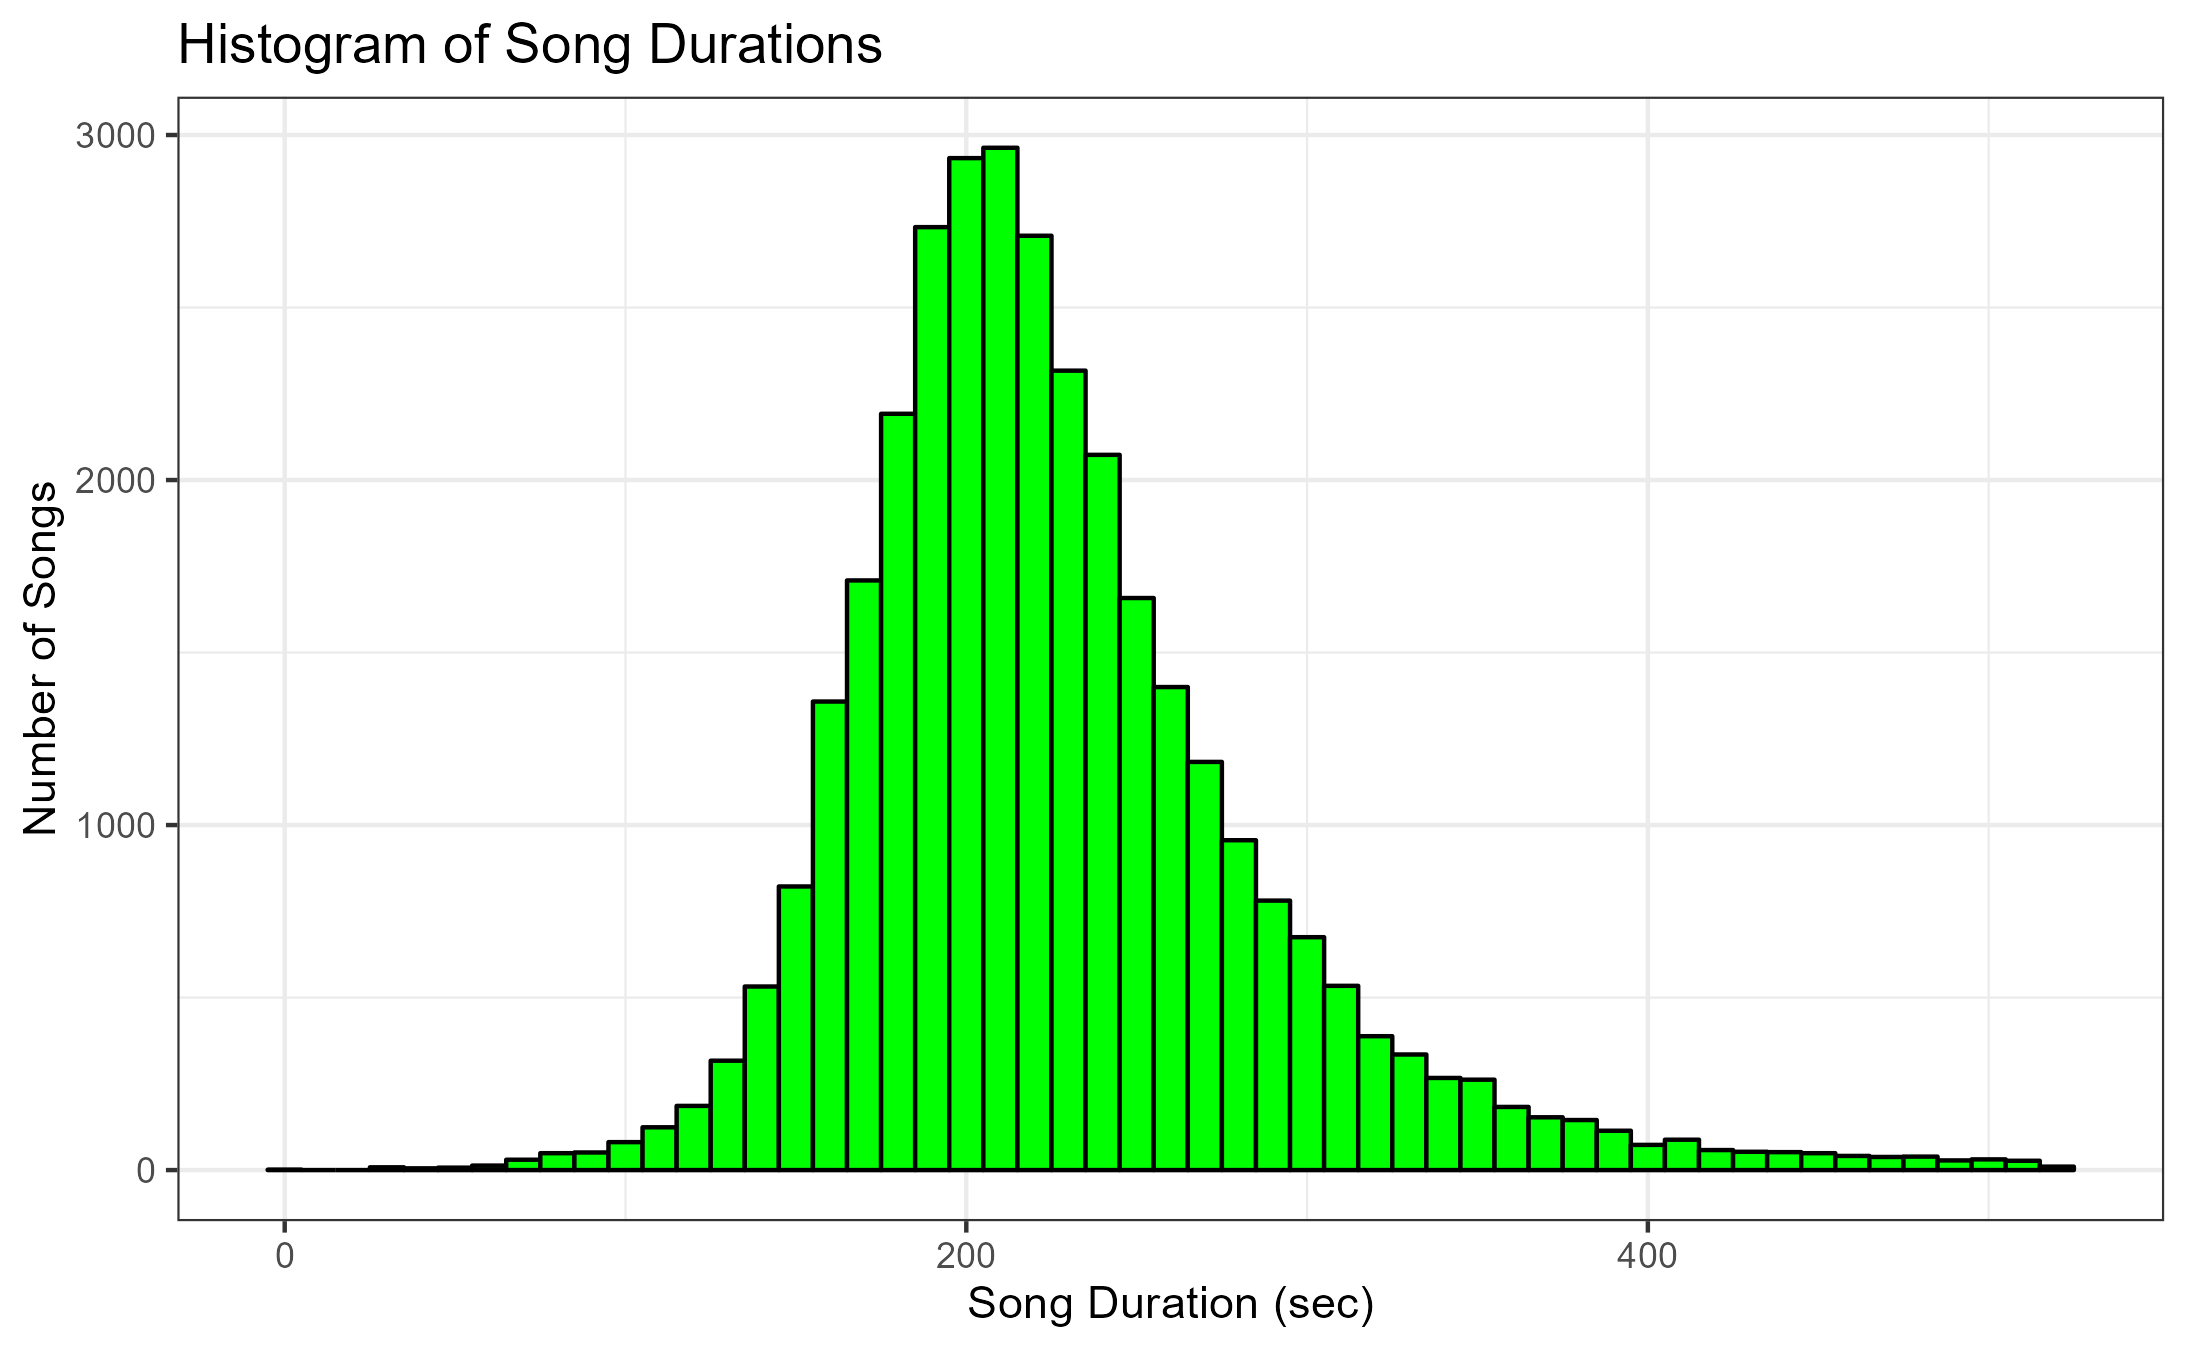 Histogram of Song Durations
3000
2000
1000
0
Number of Songs
0 200 400
Song Duration (sec)